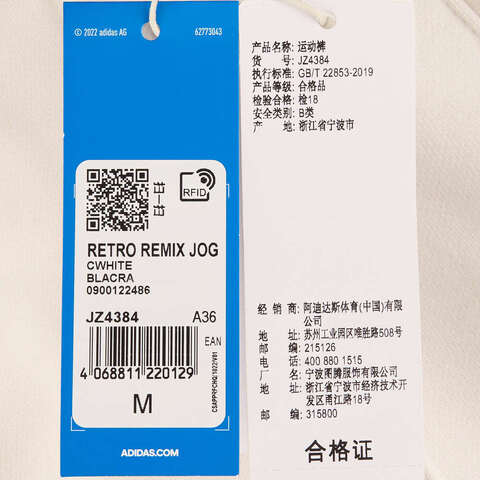 © 2022 adidas AG 62773043
RFID
RETRO REMIX JOG
CWHITE
BLACRA
0900122486
JZ4384 A36
EAN
4 068811 220129
M
ADIDAS.COM
产品名称: 运动裤
货 号: JZ4384
执行标准: GB/T 22853-2019
产品等级: 合格品
检验合格: 检18
安全类别: B类
产 地: 浙江省宁波市
经 销 商: 阿迪达斯体育(中国)有限
公司
地 址: 苏州工业园区唯胜路508号
邮 编: 215126
电 话: 400 880 1515
厂 名: 宁波图腾服饰有限公司
地 址: 浙江省宁波市经济技术开
发区甬江路18号
邮 编: 315800
合格证